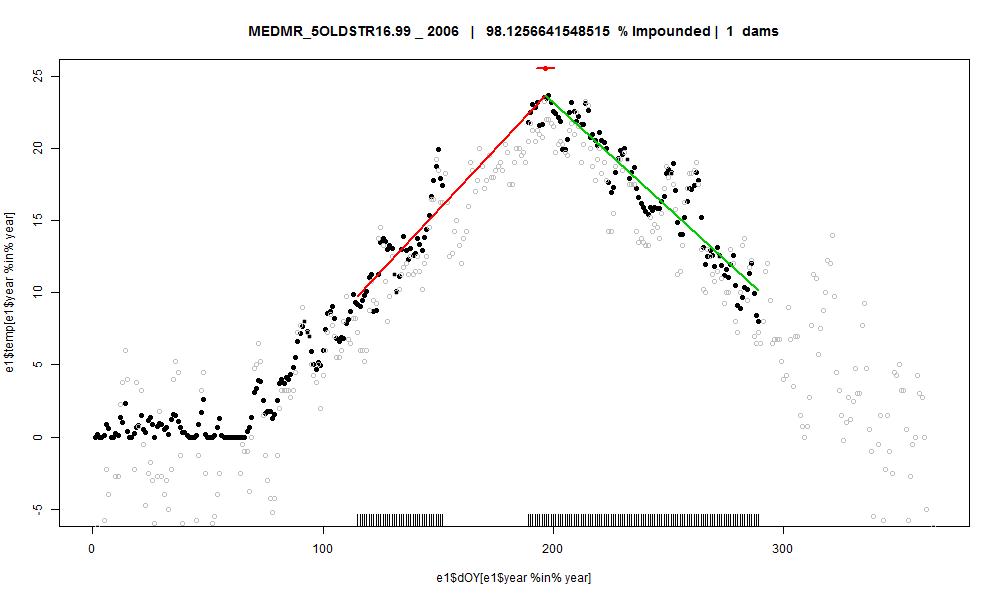 MEDMR_5OLDSTR16.99 _ 2006 | 98.1256641548515 % Impounded | 1 dams
e1$temp[e1$year %in% year]
25
20
15
10
5
0
-5
0 100 200 300
e1$dOY[e1$year %in% year]